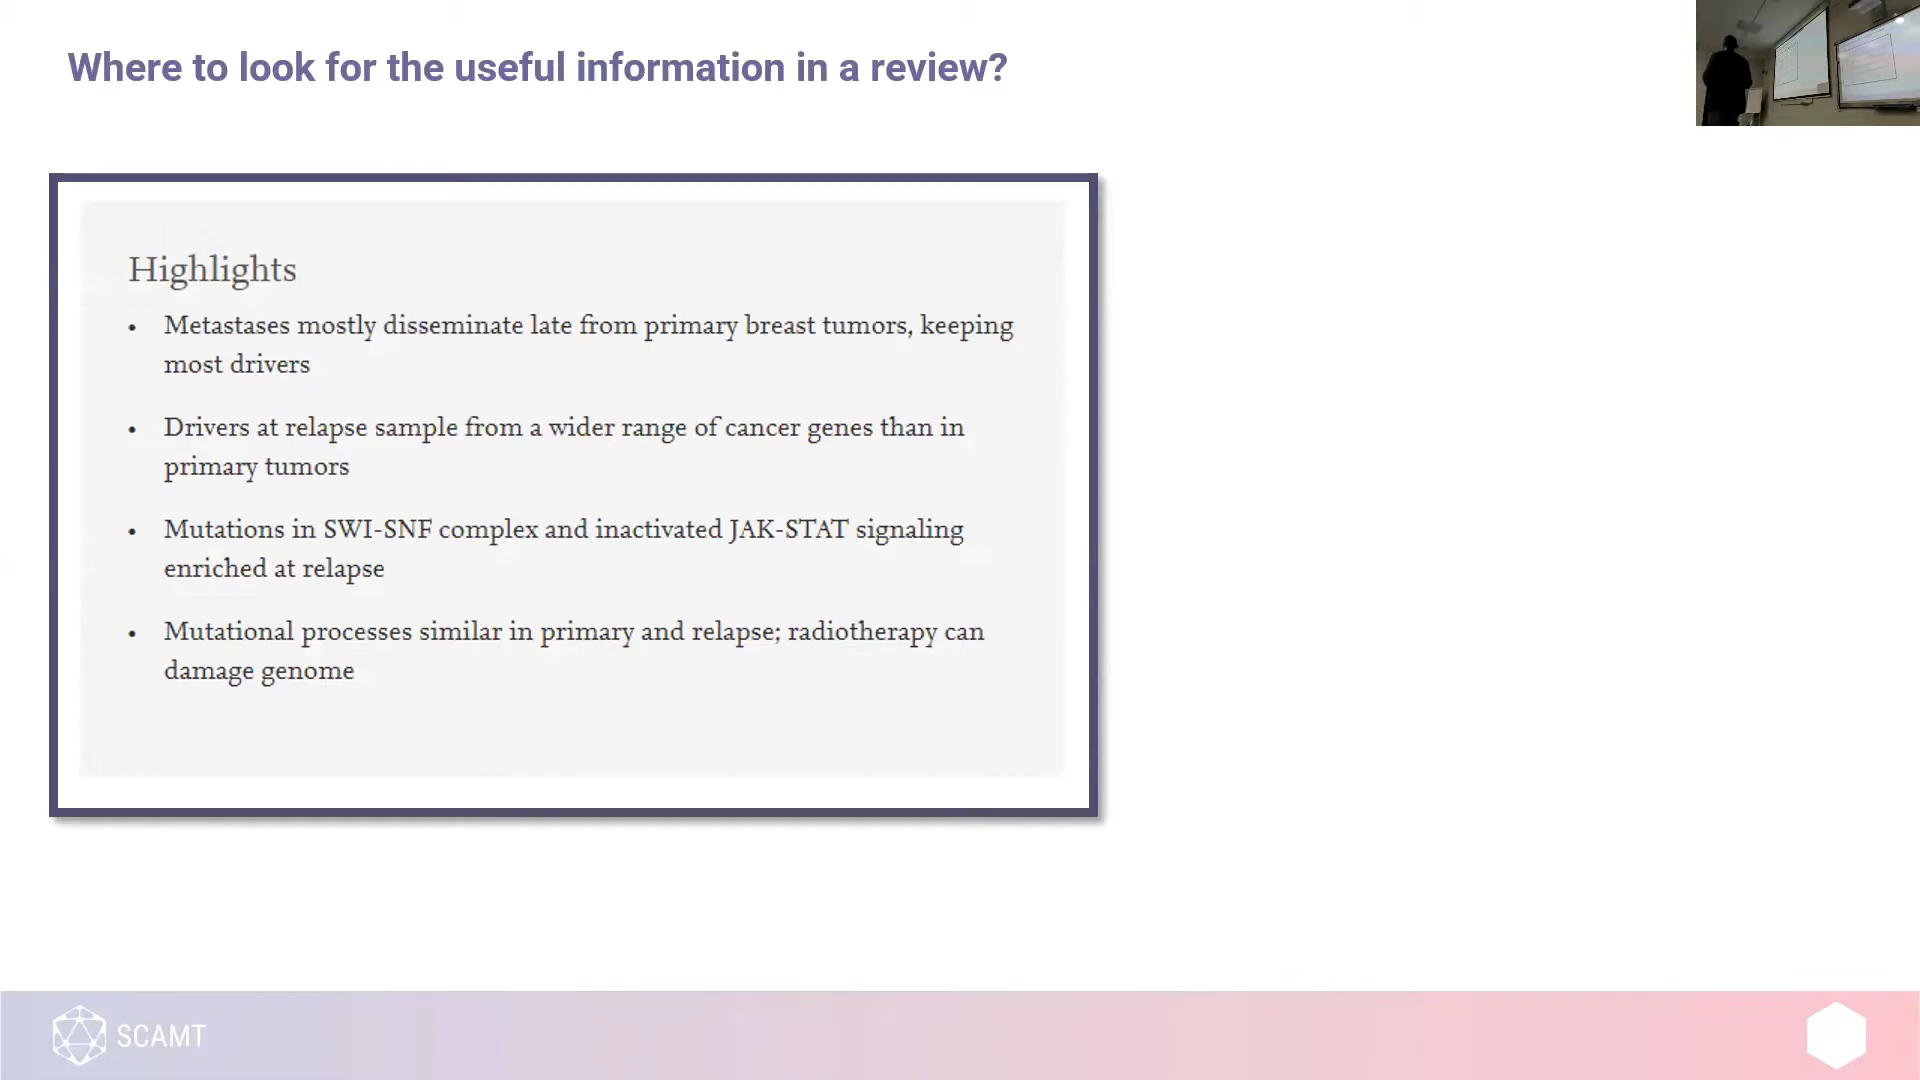 Where to look for the useful information in a review?
Highlights
• Metastases mostly disseminate late from primary breast tumors, keeping
most drivers
• Drivers at relapse sample from a wider range of cancer genes than in
primary tumors
• Mutations in SWI-SNF complex and inactivated JAK-STAT signaling
enriched at relapse
• Mutational processes similar in primary and relapse; radiotherapy can
damage genome
SCAMT